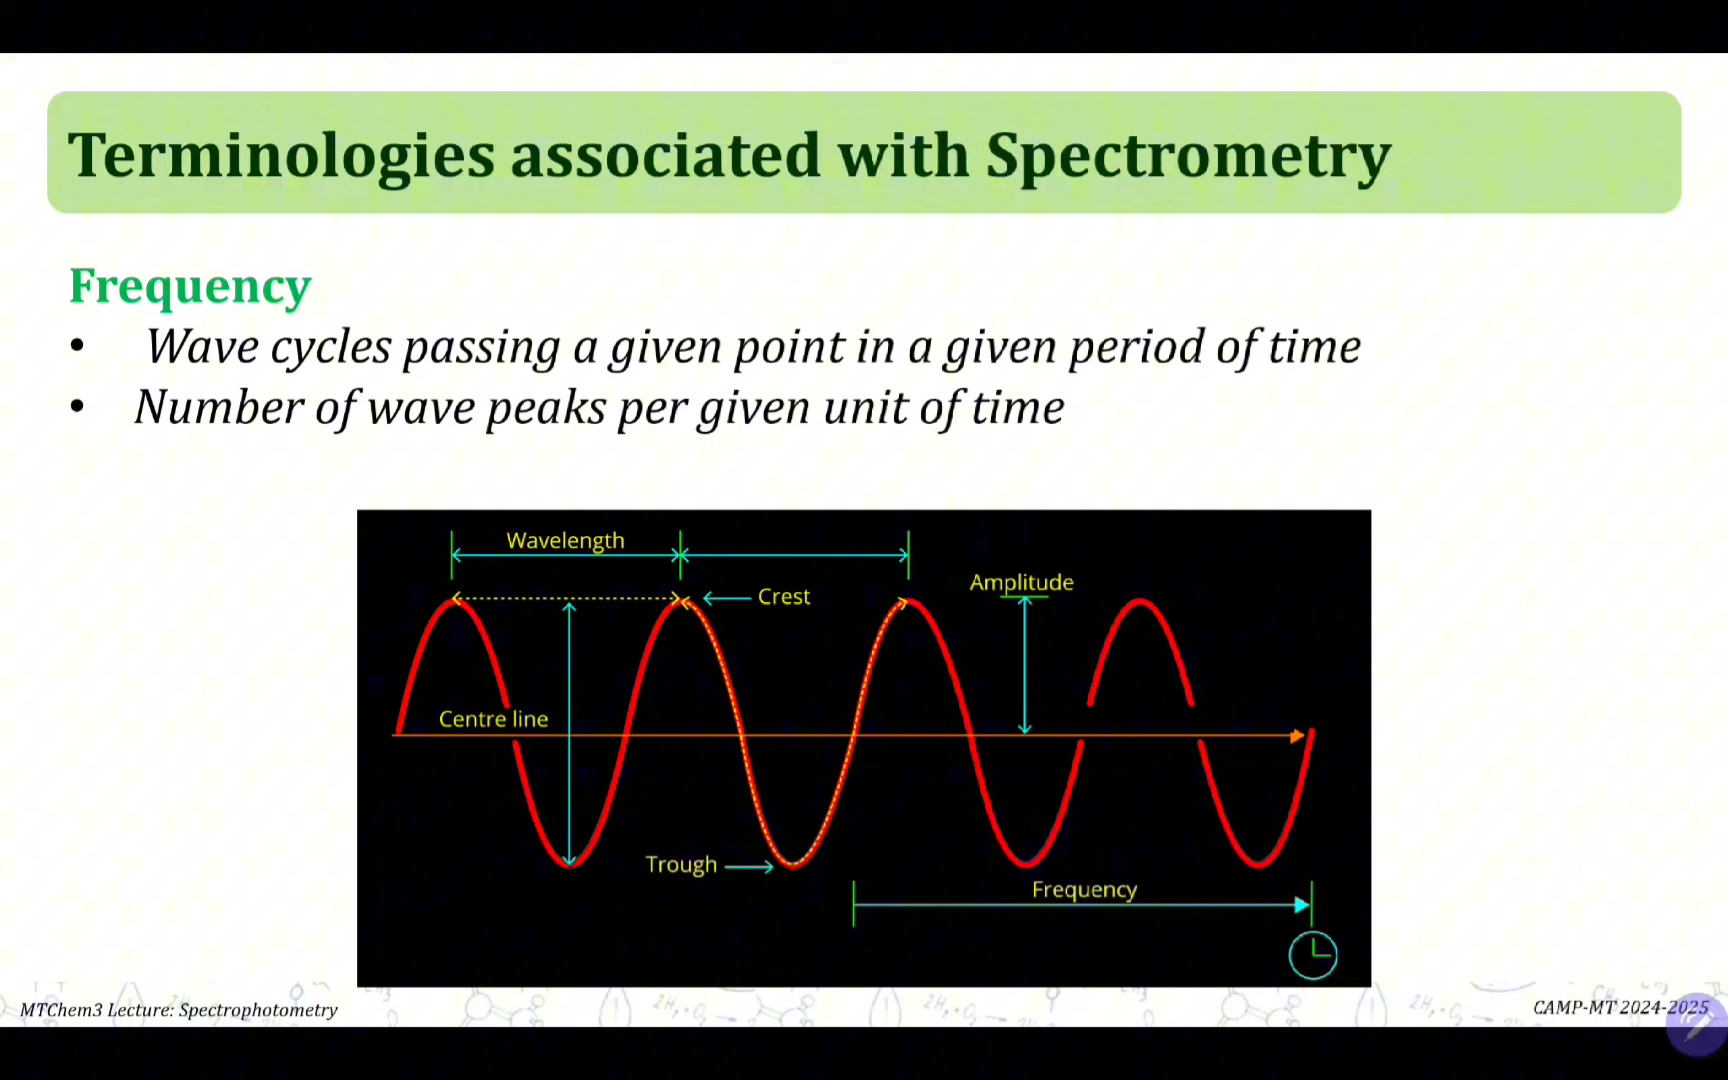 Terminologies associated with Spectrometry
Frequency
• Wave cycles passing a given point in a given period of time
• Number of wave peaks per given unit of time
Wavelength
Crest
Amplitude
Centre line
Trough
Frequency
MTChem3 Lecture: Spectrophotometry
CAMP-MT 2024-2025